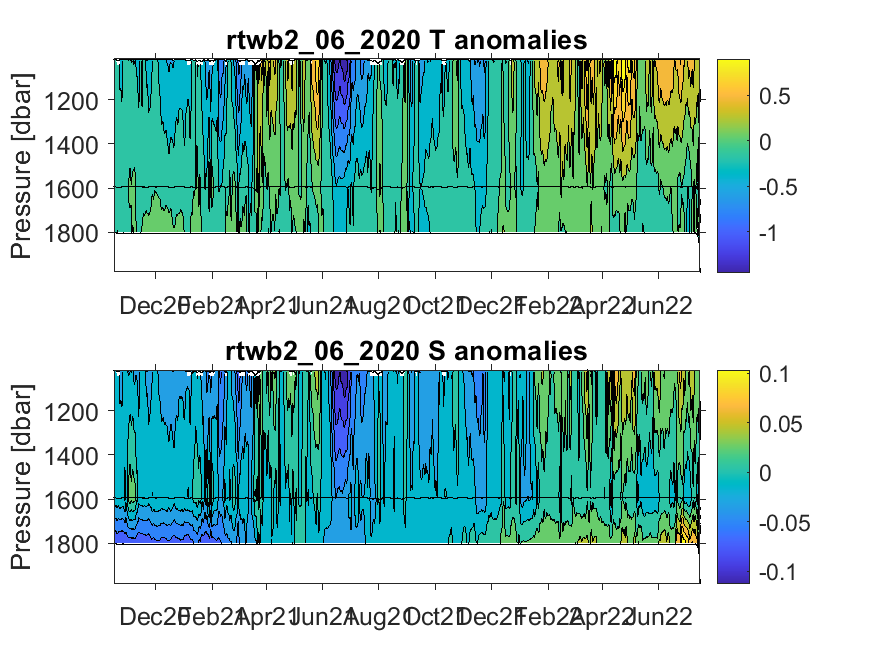 rtwb2_06_2020 T anomalies
Pressure [dbar]
1200
1400
1600
1800
0.5
0
-0.5
-1
Dec20 Feb21 Apr21 Jun21 Aug21 Oct21 Dec21 Feb22 Apr22 Jun22
rtwb2_06_2020 S anomalies
Pressure [dbar]
1200
1400
1600
1800
0.1
0.05
0
-0.05
-0.1
Dec20 Feb21 Apr21 Jun21 Aug21 Oct21 Dec21 Feb22 Apr22 Jun22